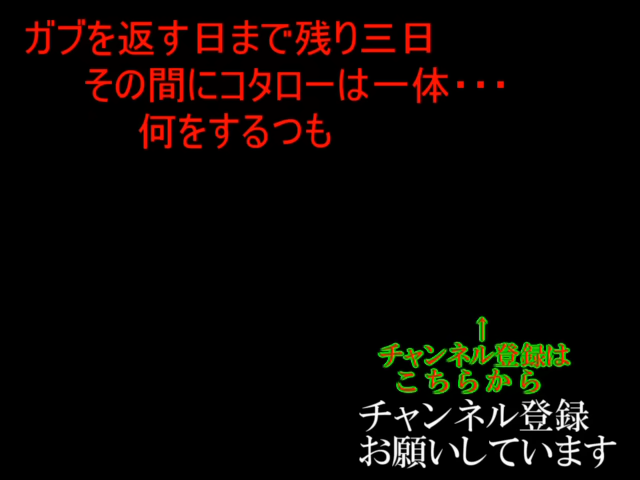 ガブを返す日まで残り三日
その間にコタローは一体・・・
何をするつも
↑
チャンネル登録は
こちらから
チャンネル登録
お願いしています